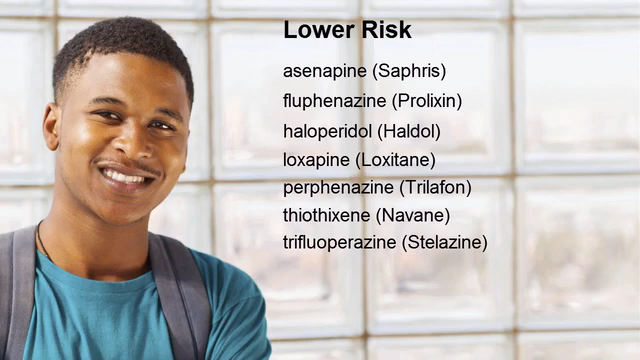 Lower Risk
asenapine (Saphris)
fluphenazine (Prolixin)
haloperidol (Haldol)
loxapine (Loxitane)
perphenazine (Trilafon)
thiothixene (Navane)
trifluoperazine (Stelazine)